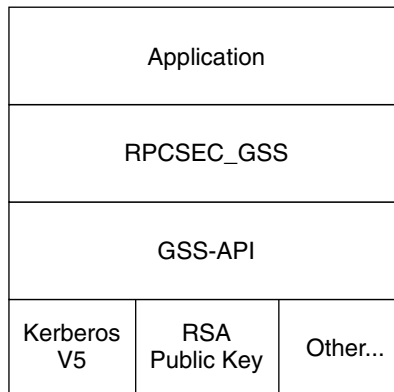 Application
RPCSEC_GSS
GSS-API
Kerberos
V5
RSA
Public Key
Other...